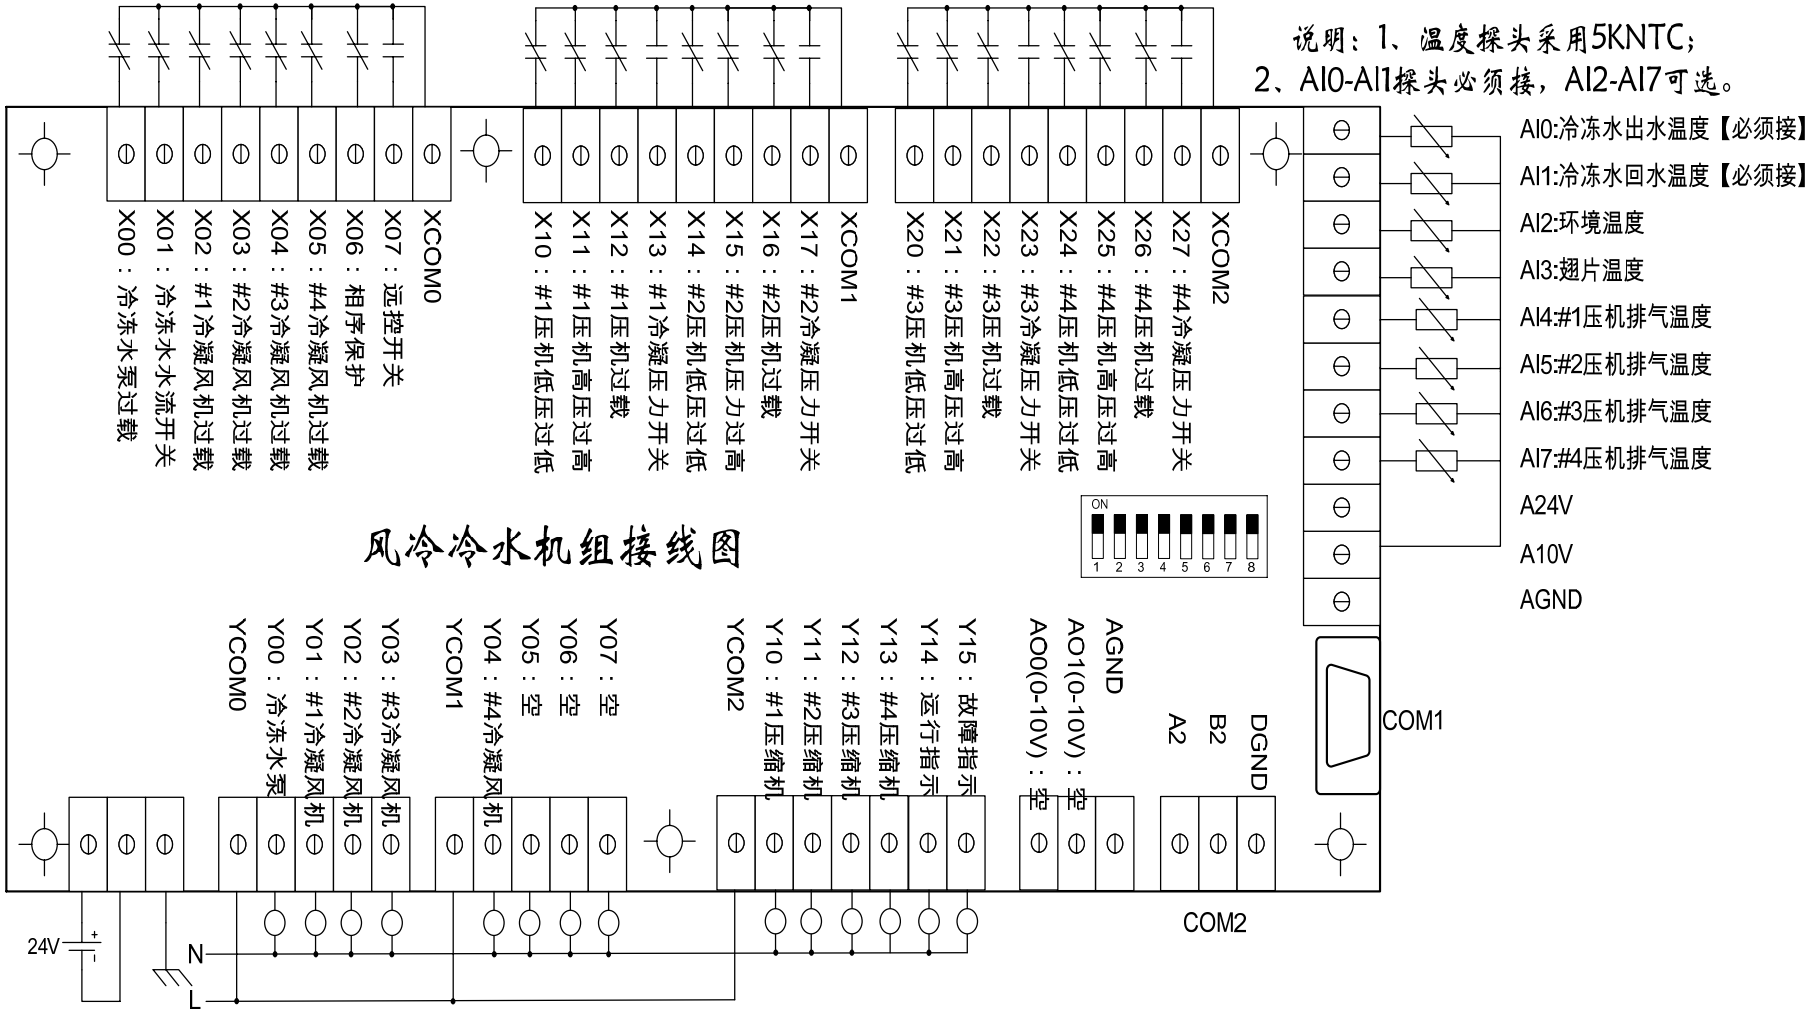 说明：1、温度探头采用5KNTC；
2、AI0-AI1探头必须接，AI2-AI7可选。
X00：冷冻水泵过载
X01：冷冻水水流开关
X02：#1冷凝风机过载
X03：#2冷凝风机过载
X04：#3冷凝风机过载
X05：#4冷凝风机过载
X06：相序保护
X07：远控开关
XCOM0
X10：#1压机低压过低
X11：#1压机高压过高
X12：#1压机过载
X13：#1冷凝压力开关
X14：#2压机低压过低
X15：#2压机压力过高
X16：#2压机过载
X17：#2冷凝压力开关
XCOM1
X20：#3压机低压过低
X21：#3压机高压过高
X22：#3压机过载
X23：#3冷凝压力开关
X24：#4压机低压过低
X25：#4压机高压过高
X26：#4压机过载
X27：#4冷凝压力开关
XCOM2
AI0:冷冻水出水温度【必须接】
AI1:冷冻水回水温度【必须接】
AI2:环境温度
AI3:翅片温度
AI4:#1压机排气温度
AI5:#2压机排气温度
AI6:#3压机排气温度
AI7:#4压机排气温度
A24V
A10V
AGND
风冷冷水机组接线图
ON
1 2 3 4 5 6 7 8
YCOM0
Y00：冷冻水泵
Y01：#1冷凝风机
Y02：#2冷凝风机
Y03：#3冷凝风机
YCOM1
Y04：#4冷凝风机
Y05：空
Y06：空
Y07：空
YCOM2
Y10：#1压缩机
Y11：#2压缩机
Y12：#3压缩机
Y13：#4压缩机
Y14：运行指示
Y15：故障指示
AO0(0-10V)：空
AO1(0-10V)：空
AGND
A2
B2
DGND
COM1
COM2
24V
+
-
N
L